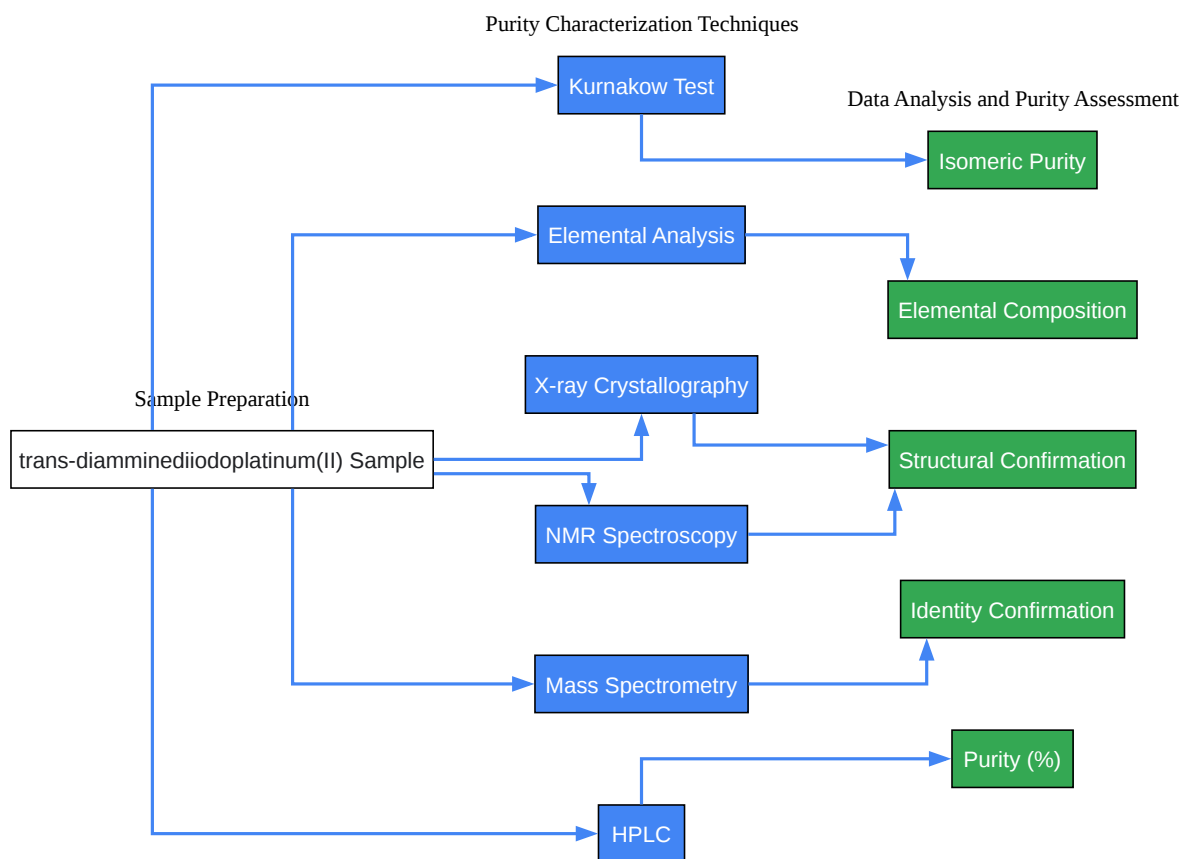 Purity Characterization Techniques
Kurnakow Test
Data Analysis and Purity Assessment
Isomeric Purity
Elemental Analysis
Elemental Composition
X-ray Crystallography
Sample Preparation
trans-diamminediiodoplatinum(II) Sample
Structural Confirmation
NMR Spectroscopy
Identity Confirmation
Mass Spectrometry
Purity (%)
HPLC